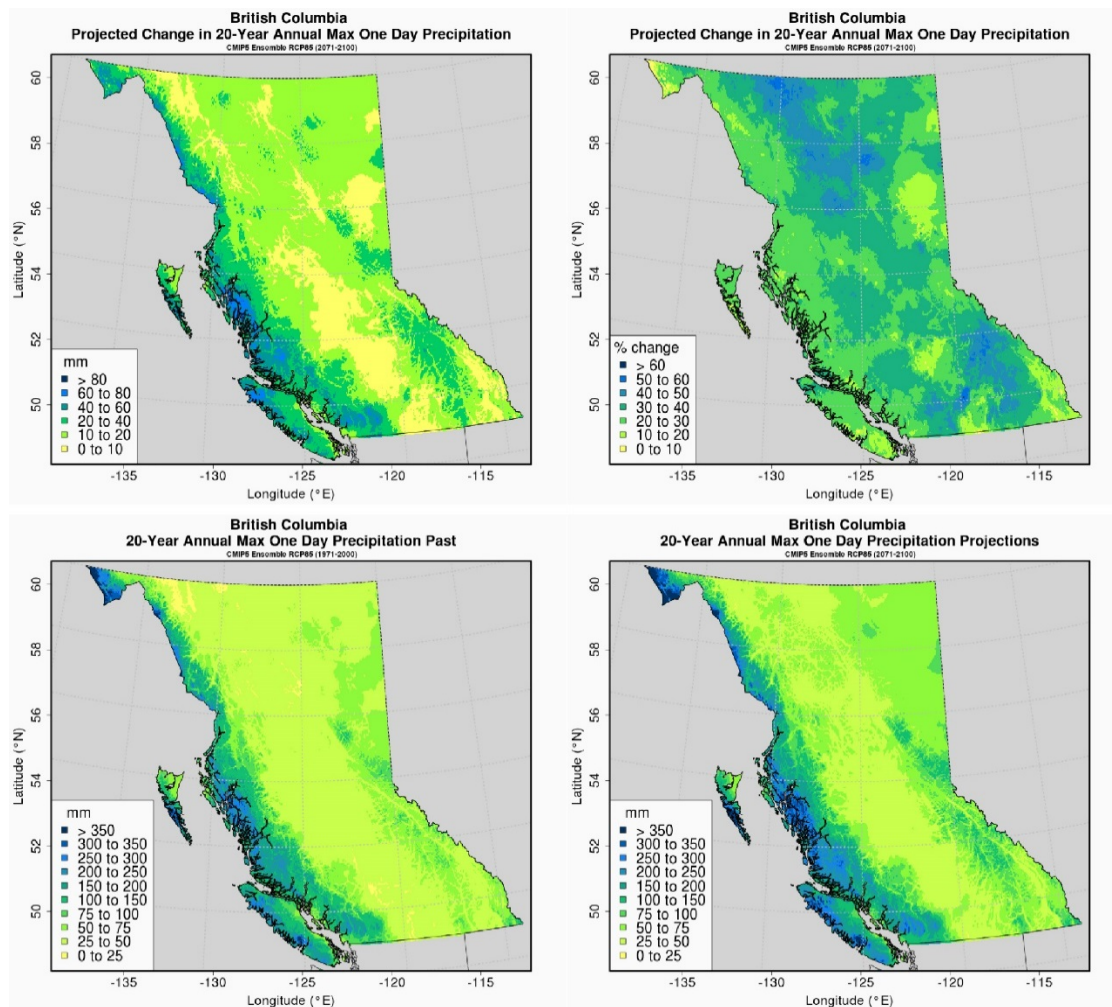 British Columbia
Projected Change in 20-Year Annual Max One Day Precipitation
CMIP5 Ensemble RCP85 (2071-2100)
Latitude (°N)
60
58
56
54
52
50
mm
> 80
60 to 80
40 to 60
20 to 40
10 to 20
0 to 10
-135
-130
-125
-120
-115
Longitude (°E)
British Columbia
Projected Change in 20-Year Annual Max One Day Precipitation
CMIP5 Ensemble RCP85 (2071-2100)
Latitude (°N)
60
58
56
54
52
50
% change
> 60
50 to 60
40 to 50
30 to 40
20 to 30
10 to 20
0 to 10
-135
-130
-125
-120
-115
Longitude (°E)
British Columbia
20-Year Annual Max One Day Precipitation Past
CMIP5 Ensemble RCP85 (1971-2000)
Latitude (°N)
60
58
56
54
52
50
mm
> 350
300 to 350
250 to 300
200 to 250
150 to 200
100 to 150
75 to 100
50 to 75
25 to 50
0 to 25
-135
-130
-125
-120
-115
Longitude (°E)
British Columbia
20-Year Annual Max One Day Precipitation Projections
CMIP5 Ensemble RCP85 (2071-2100)
Latitude (°N)
60
58
56
54
52
50
mm
> 350
300 to 350
250 to 300
200 to 250
150 to 200
100 to 150
75 to 100
50 to 75
25 to 50
0 to 25
-135
-130
-125
-120
-115
Longitude (°E)